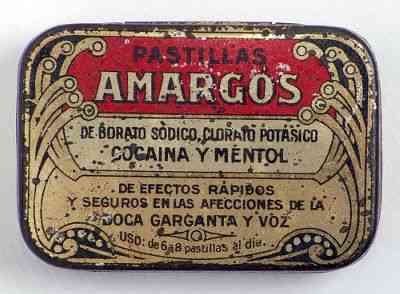 PASTILLAS
AMARGÓS
DE BORATO SÓDICO, CLORATO POTÁSICO
COCAINA Y MENTOL
DE EFECTOS RÁPIDOS
Y SEGUROS EN LAS AFECCIONES DE LA
BOCA GARGANTA Y VOZ
USO: de 6 a 8 pastillas al día